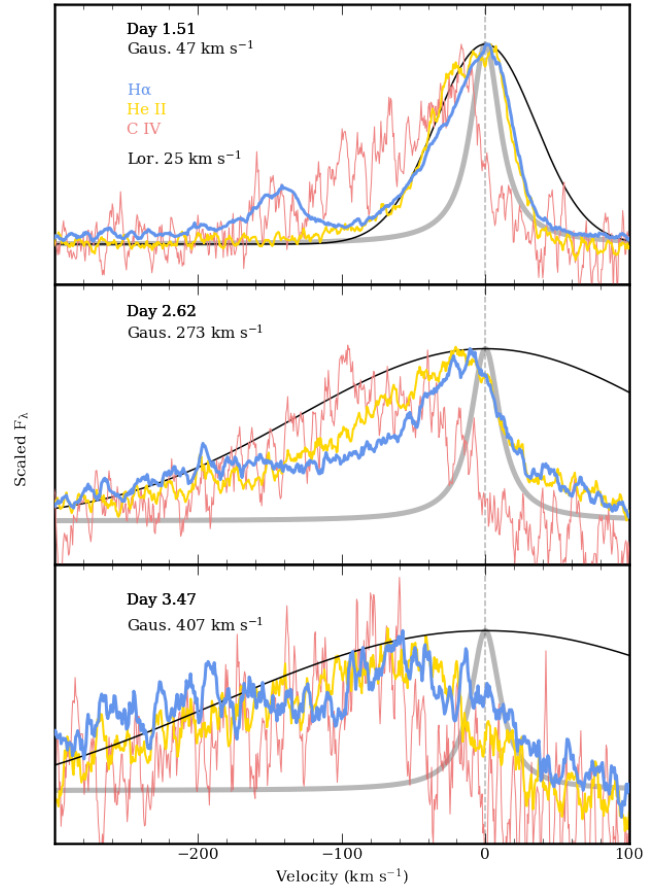 Day 1.51
Gaus. 47 km s⁻¹
Hα
He II
C IV
Lor. 25 km s⁻¹
Day 2.62
Gaus. 273 km s⁻¹
Scaled F_λ
Day 3.47
Gaus. 407 km s⁻¹
−200 −100 0 100
Velocity (km s⁻¹)